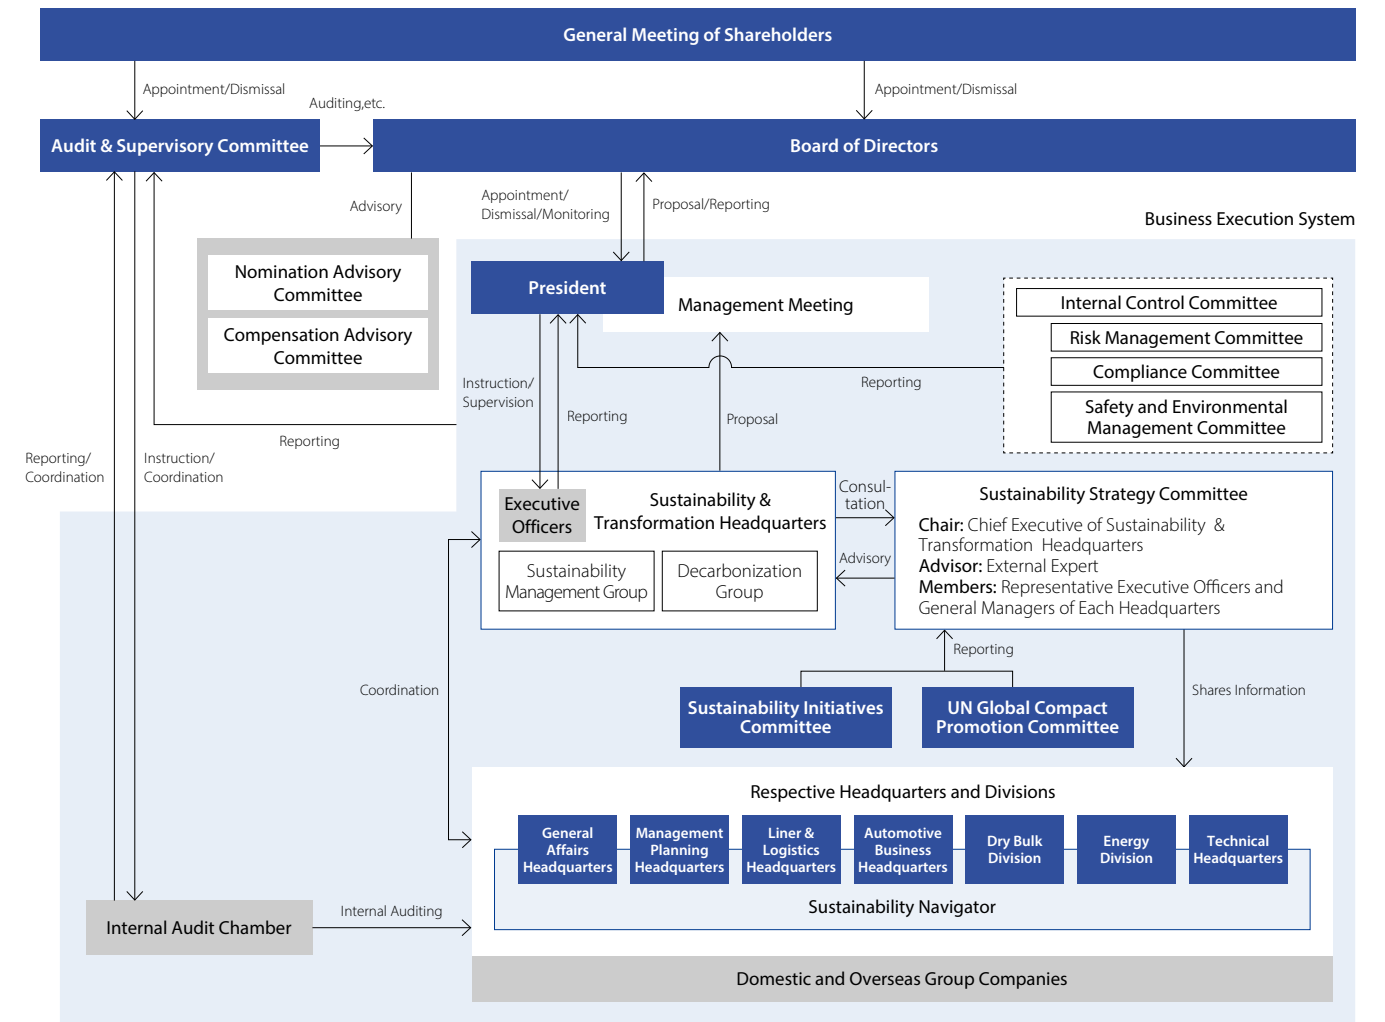 General Meeting of Shareholders
Appointment/Dismissal
Appointment/Dismissal
Auditing,etc.
Audit & Supervisory Committee
Board of Directors
Advisory
Appointment/
Dismissal/Monitoring
Proposal/Reporting
Business Execution System
Nomination Advisory
Committee
Compensation Advisory
Committee
President
Management Meeting
Internal Control Committee
Risk Management Committee
Compliance Committee
Safety and Environmental
Management Committee
Instruction/
Supervision
Reporting
Reporting
Proposal
Reporting
Reporting/
Coordination
Instruction/
Coordination
Executive
Officers
Sustainability &
Transformation Headquarters
Sustainability
Management Group
Decarbonization
Group
Consul-
tation
Advisory
Sustainability Strategy Committee
Chair: Chief Executive of Sustainability &
Transformation Headquarters
Advisor: External Expert
Members: Representative Executive Officers and
General Managers of Each Headquarters
Reporting
Coordination
Shares Information
Sustainability Initiatives
Committee
UN Global Compact
Promotion Committee
Respective Headquarters and Divisions
General
Affairs
Headquarters
Management
Planning
Headquarters
Liner &
Logistics
Headquarters
Automotive
Business
Headquarters
Dry Bulk
Division
Energy
Division
Technical
Headquarters
Sustainability Navigator
Internal Audit Chamber
Internal Auditing
Domestic and Overseas Group Companies